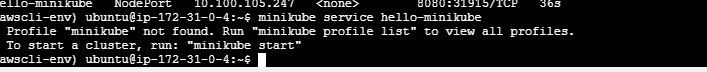 ello-minikube   NodePort    10.100.105.247   <none>        8080:31915/TCP   36s
awscli-env) ubuntu@ip-172-31-0-4:~$ minikube service hello-minikube
Profile "minikube" not found. Run "minikube profile list" to view all profiles.
To start a cluster, run: "minikube start"
awscli-env) ubuntu@ip-172-31-0-4:~$